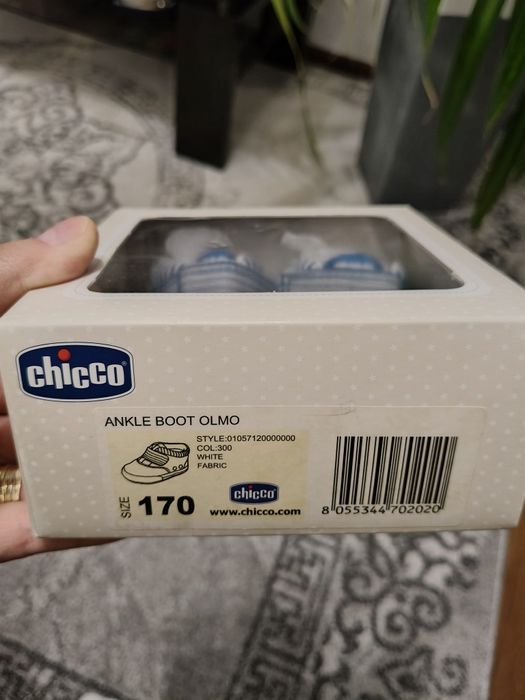 chicco
ANKLE BOOT OLMO
STYLE:01057120000000
COL:300
WHITE
FABRIC
SIZE 170
chicco
www.chicco.com
8 055344 702020